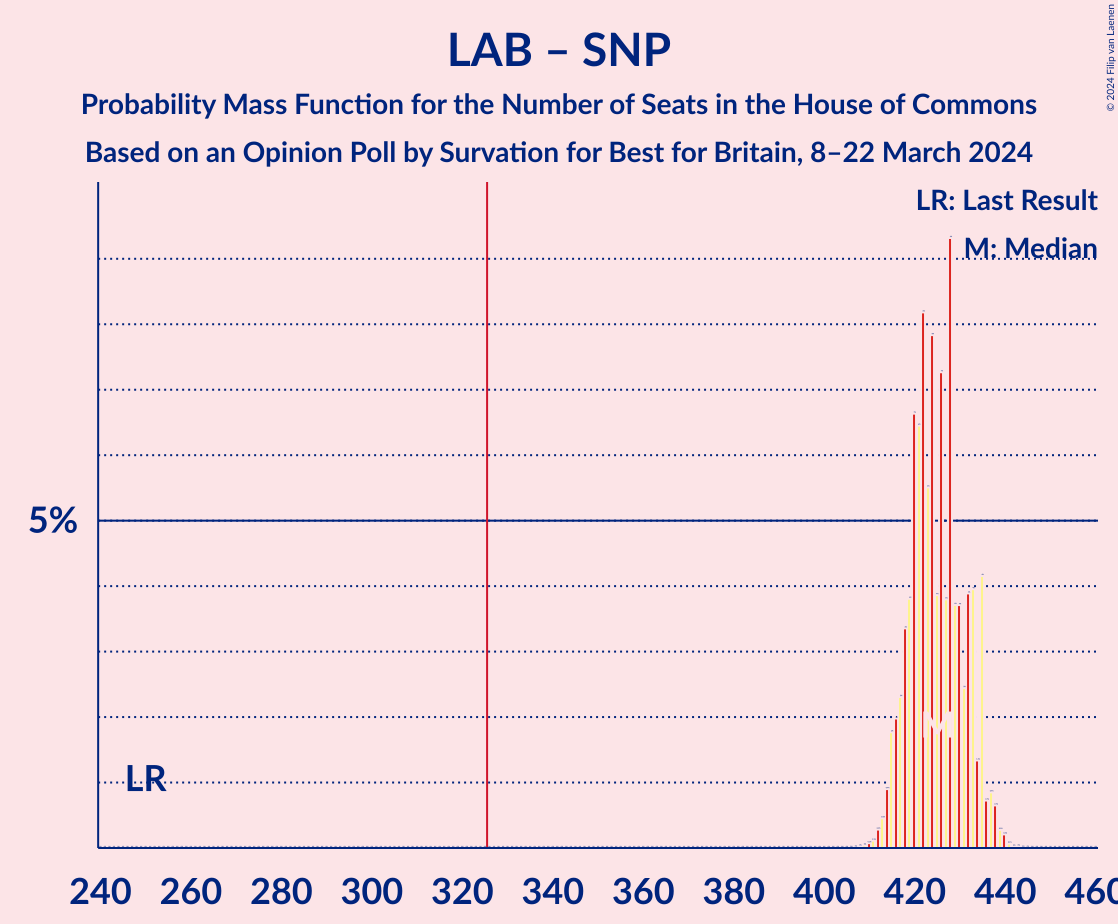 LAB – SNP
Probability Mass Function for the Number of Seats in the House of Commons
Based on an Opinion Poll by Survation for Best for Britain, 8–22 March 2024
© 2024 Filip van Laenen
LR: Last Result
M: Median
5%
LR
M
240 260 280 300 320 340 360 380 400 420 440 460